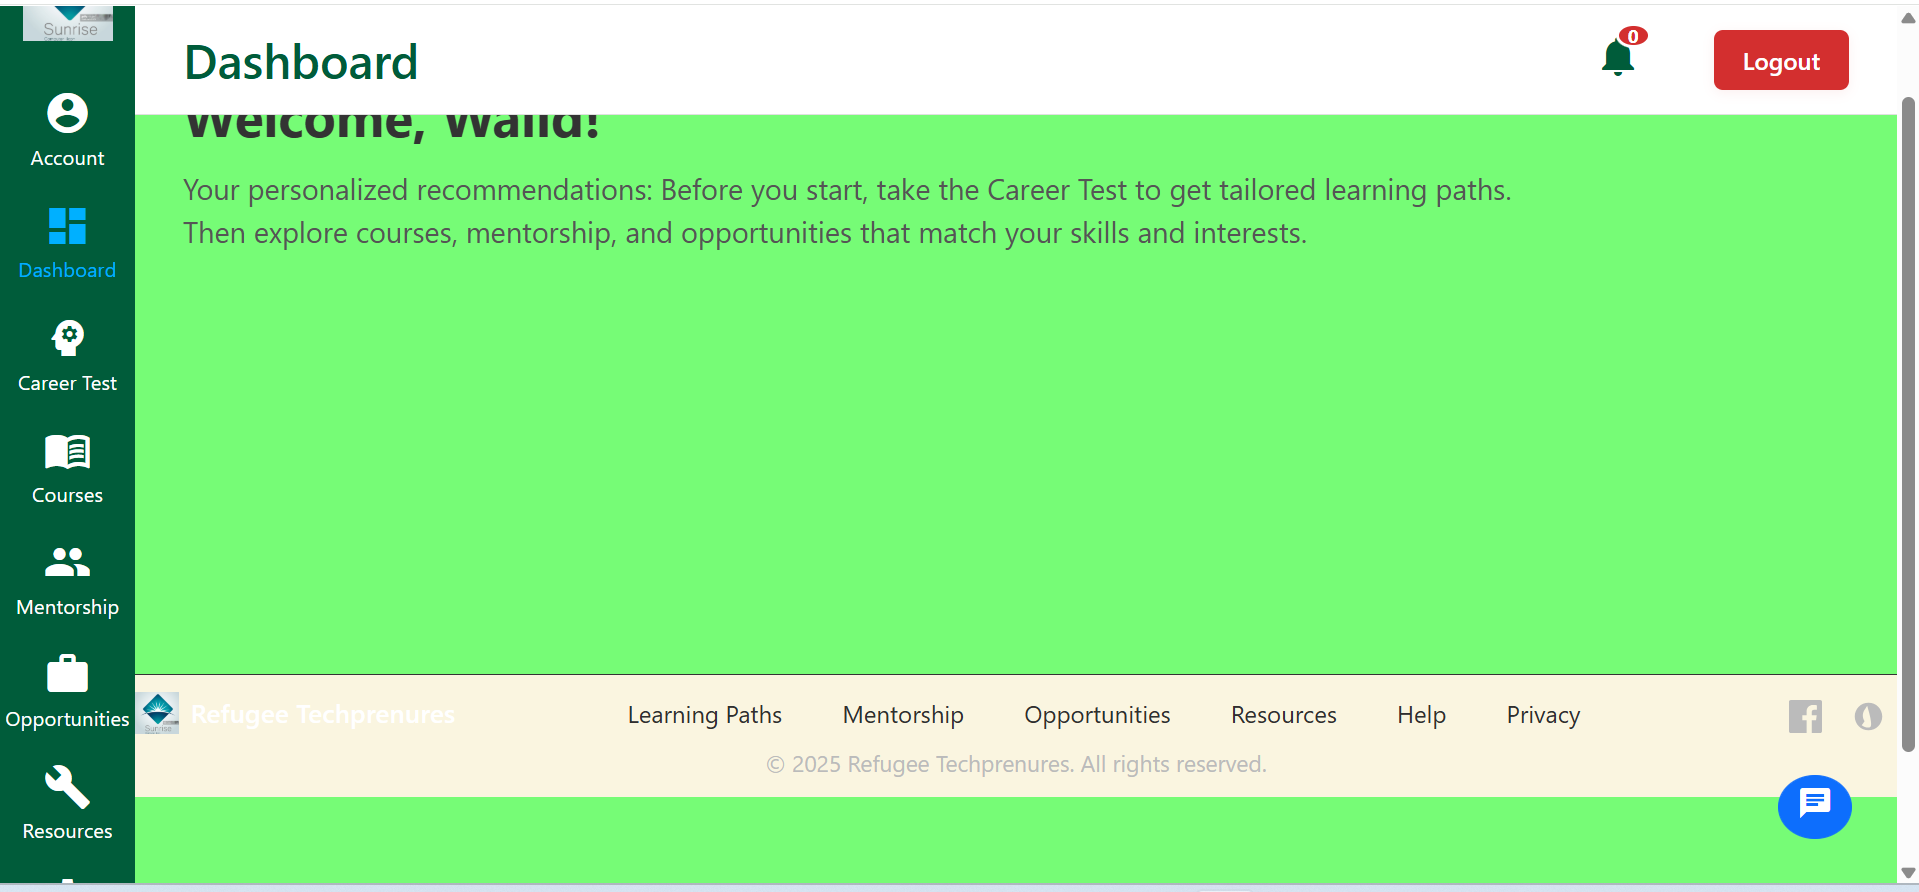 Sunrise
Dashboard
0
Logout
Account
Welcome, Walid!
Your personalized recommendations: Before you start, take the Career Test to get tailored learning paths.
Then explore courses, mentorship, and opportunities that match your skills and interests.
Dashboard
Career Test
Courses
Mentorship
Opportunities
Resources
Sunrise
Refugee Techprenures
Learning Paths
Mentorship
Opportunities
Resources
Help
Privacy
© 2025 Refugee Techprenures. All rights reserved.